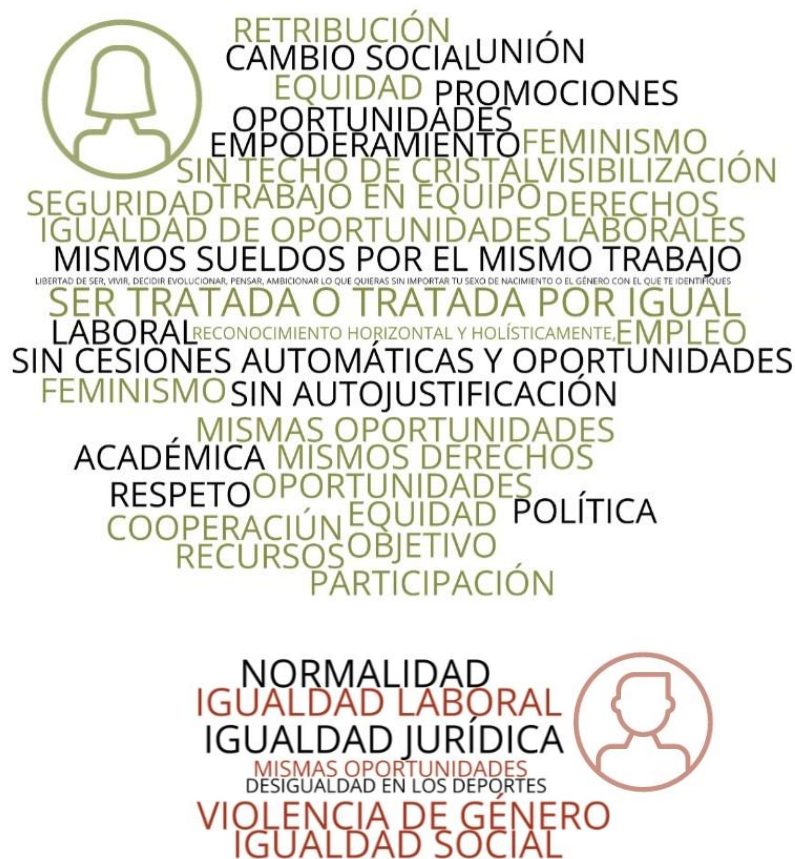 RETRIBUCIÓN
CAMBIO SOCIAL UNIÓN
EQUIDAD PROMOCIONES
OPORTUNIDADES
EMPODERAMIENTO FEMINISMO
SIN TECHO DE CRISTAL VISIBILIZACIÓN
SEGURIDAD TRABAJO EN EQUIPO DERECHOS
IGUALDAD DE OPORTUNIDADES LABORALES
MISMOS SUELDOS POR EL MISMO TRABAJO
LIBERTAD DE SER, VIVIR, DECIDIR EVOLUCIONAR, PENSAR, AMBICIONAR LO QUE QUIERAS SIN IMPORTAR TU SEXO DE NACIMIENTO O EL GÉNERO CON EL QUE TE IDENTIFIQUES
SER TRATADA O TRATADA POR IGUAL
LABORAL RECONOCIMIENTO HORIZONTAL Y HOLÍSTICAMENTE, EMPLEO
SIN CESIONES AUTOMÁTICAS Y OPORTUNIDADES
FEMINISMO SIN AUTOJUSTIFICACIÓN
MISMAS OPORTUNIDADES
ACADÉMICA MISMOS DERECHOS
RESPETO OPORTUNIDADES
EQUIDAD POLÍTICA
COOPERACIÚN
RECURSOS OBJETIVO
PARTICIPACIÓN
NORMALIDAD
IGUALDAD LABORAL
IGUALDAD JURÍDICA
MISMAS OPORTUNIDADES
DESIGUALDAD EN LOS DEPORTES
VIOLENCIA DE GÉNERO
IGUALDAD SOCIAL